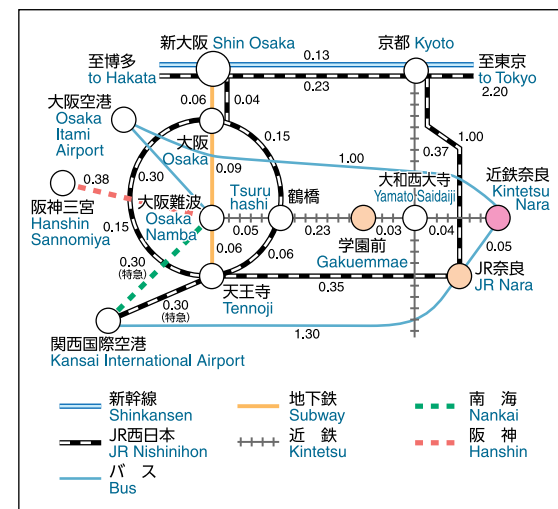 新大阪 Shin Osaka
京都 Kyoto
至博多
to Hakata
0.13
0.23
至東京
to Tokyo
2.20
大阪空港
Osaka
Itami
Airport
0.06
0.04
大阪
Osaka
0.15
1.00
0.37
1.00
0.38
0.30
0.09
阪神三宮
Hanshin
Sannomiya
大阪難波
Osaka
Namba
Tsuru
hashi
鶴橋
大和西大寺
Yamato Saidaiji
近鉄奈良
Kintetsu
Nara
0.15
0.05
0.23
学園前
Gakuemmae
0.03
0.04
0.05
0.30
(特急)
0.06
0.06
天王寺
Tennoji
0.35
JR奈良
JR Nara
0.30
(特急)
関西国際空港
Kansai International Airport
1.30
新幹線
Shinkansen
地下鉄
Subway
南 海
Nankai
JR西日本
JR Nishinihon
近 鉄
Kintetsu
阪 神
Hanshin
バ ス
Bus